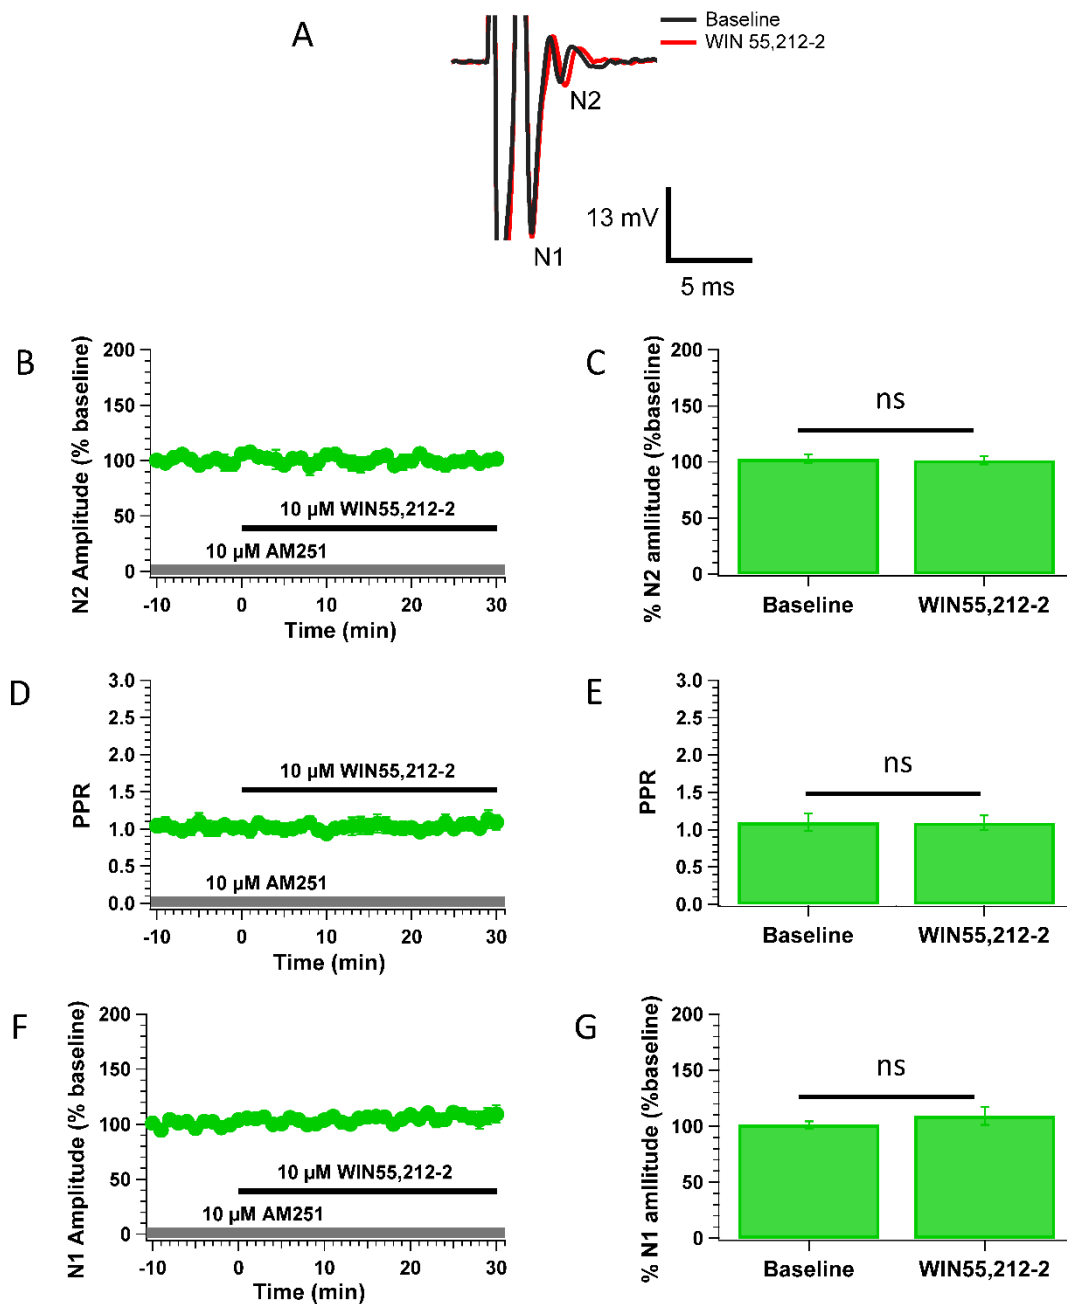 A
Baseline
WIN 55,212-2
N2
N1
13 mV
5 ms
B
N2 Amplitude (% baseline)
200
150
100
50
0
10 µM WIN55,212-2
10 µM AM251
-10 0 10 20 30
Time (min)
C
% N2 amllitude (%baseline)
200
150
100
50
0
ns
Baseline WIN55,212-2
D
PPR
3.0
2.5
2.0
1.5
1.0
0.5
0.0
10 µM WIN55,212-2
10 µM AM251
-10 0 10 20 30
Time (min)
E
PPR
3.0
2.5
2.0
1.5
1.0
0.5
0.0
ns
Baseline WIN55,212-2
F
N1 Amplitude (% baseline)
200
150
100
50
0
10 µM WIN55,212-2
10 µM AM251
-10 0 10 20 30
Time (min)
G
% N1 amllitude (%baseline)
200
150
100
50
0
ns
Baseline WIN55,212-2